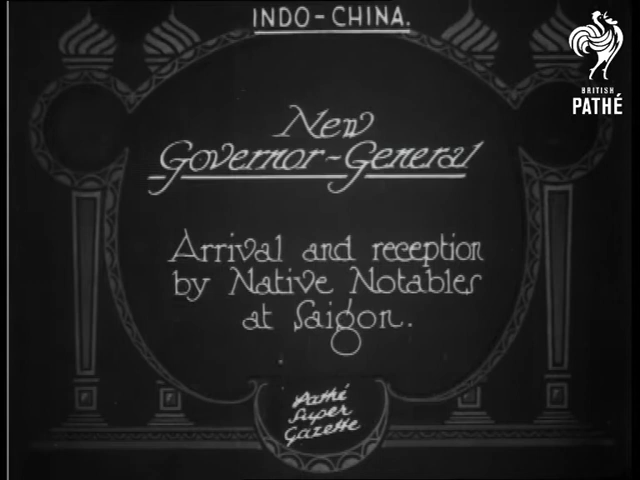 INDO-CHINA.
BRITISH
PATHÉ
New
Governor-General
Arrival and reception
by Native Notables
at Saigon.
Pathé
Super
Gazette